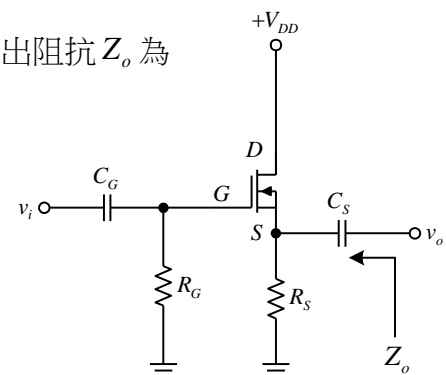 +V_DD
出阻抗 Z_o 為
D
C_G
G
C_S
v_i
S
v_o
R_G
R_S
Z_o